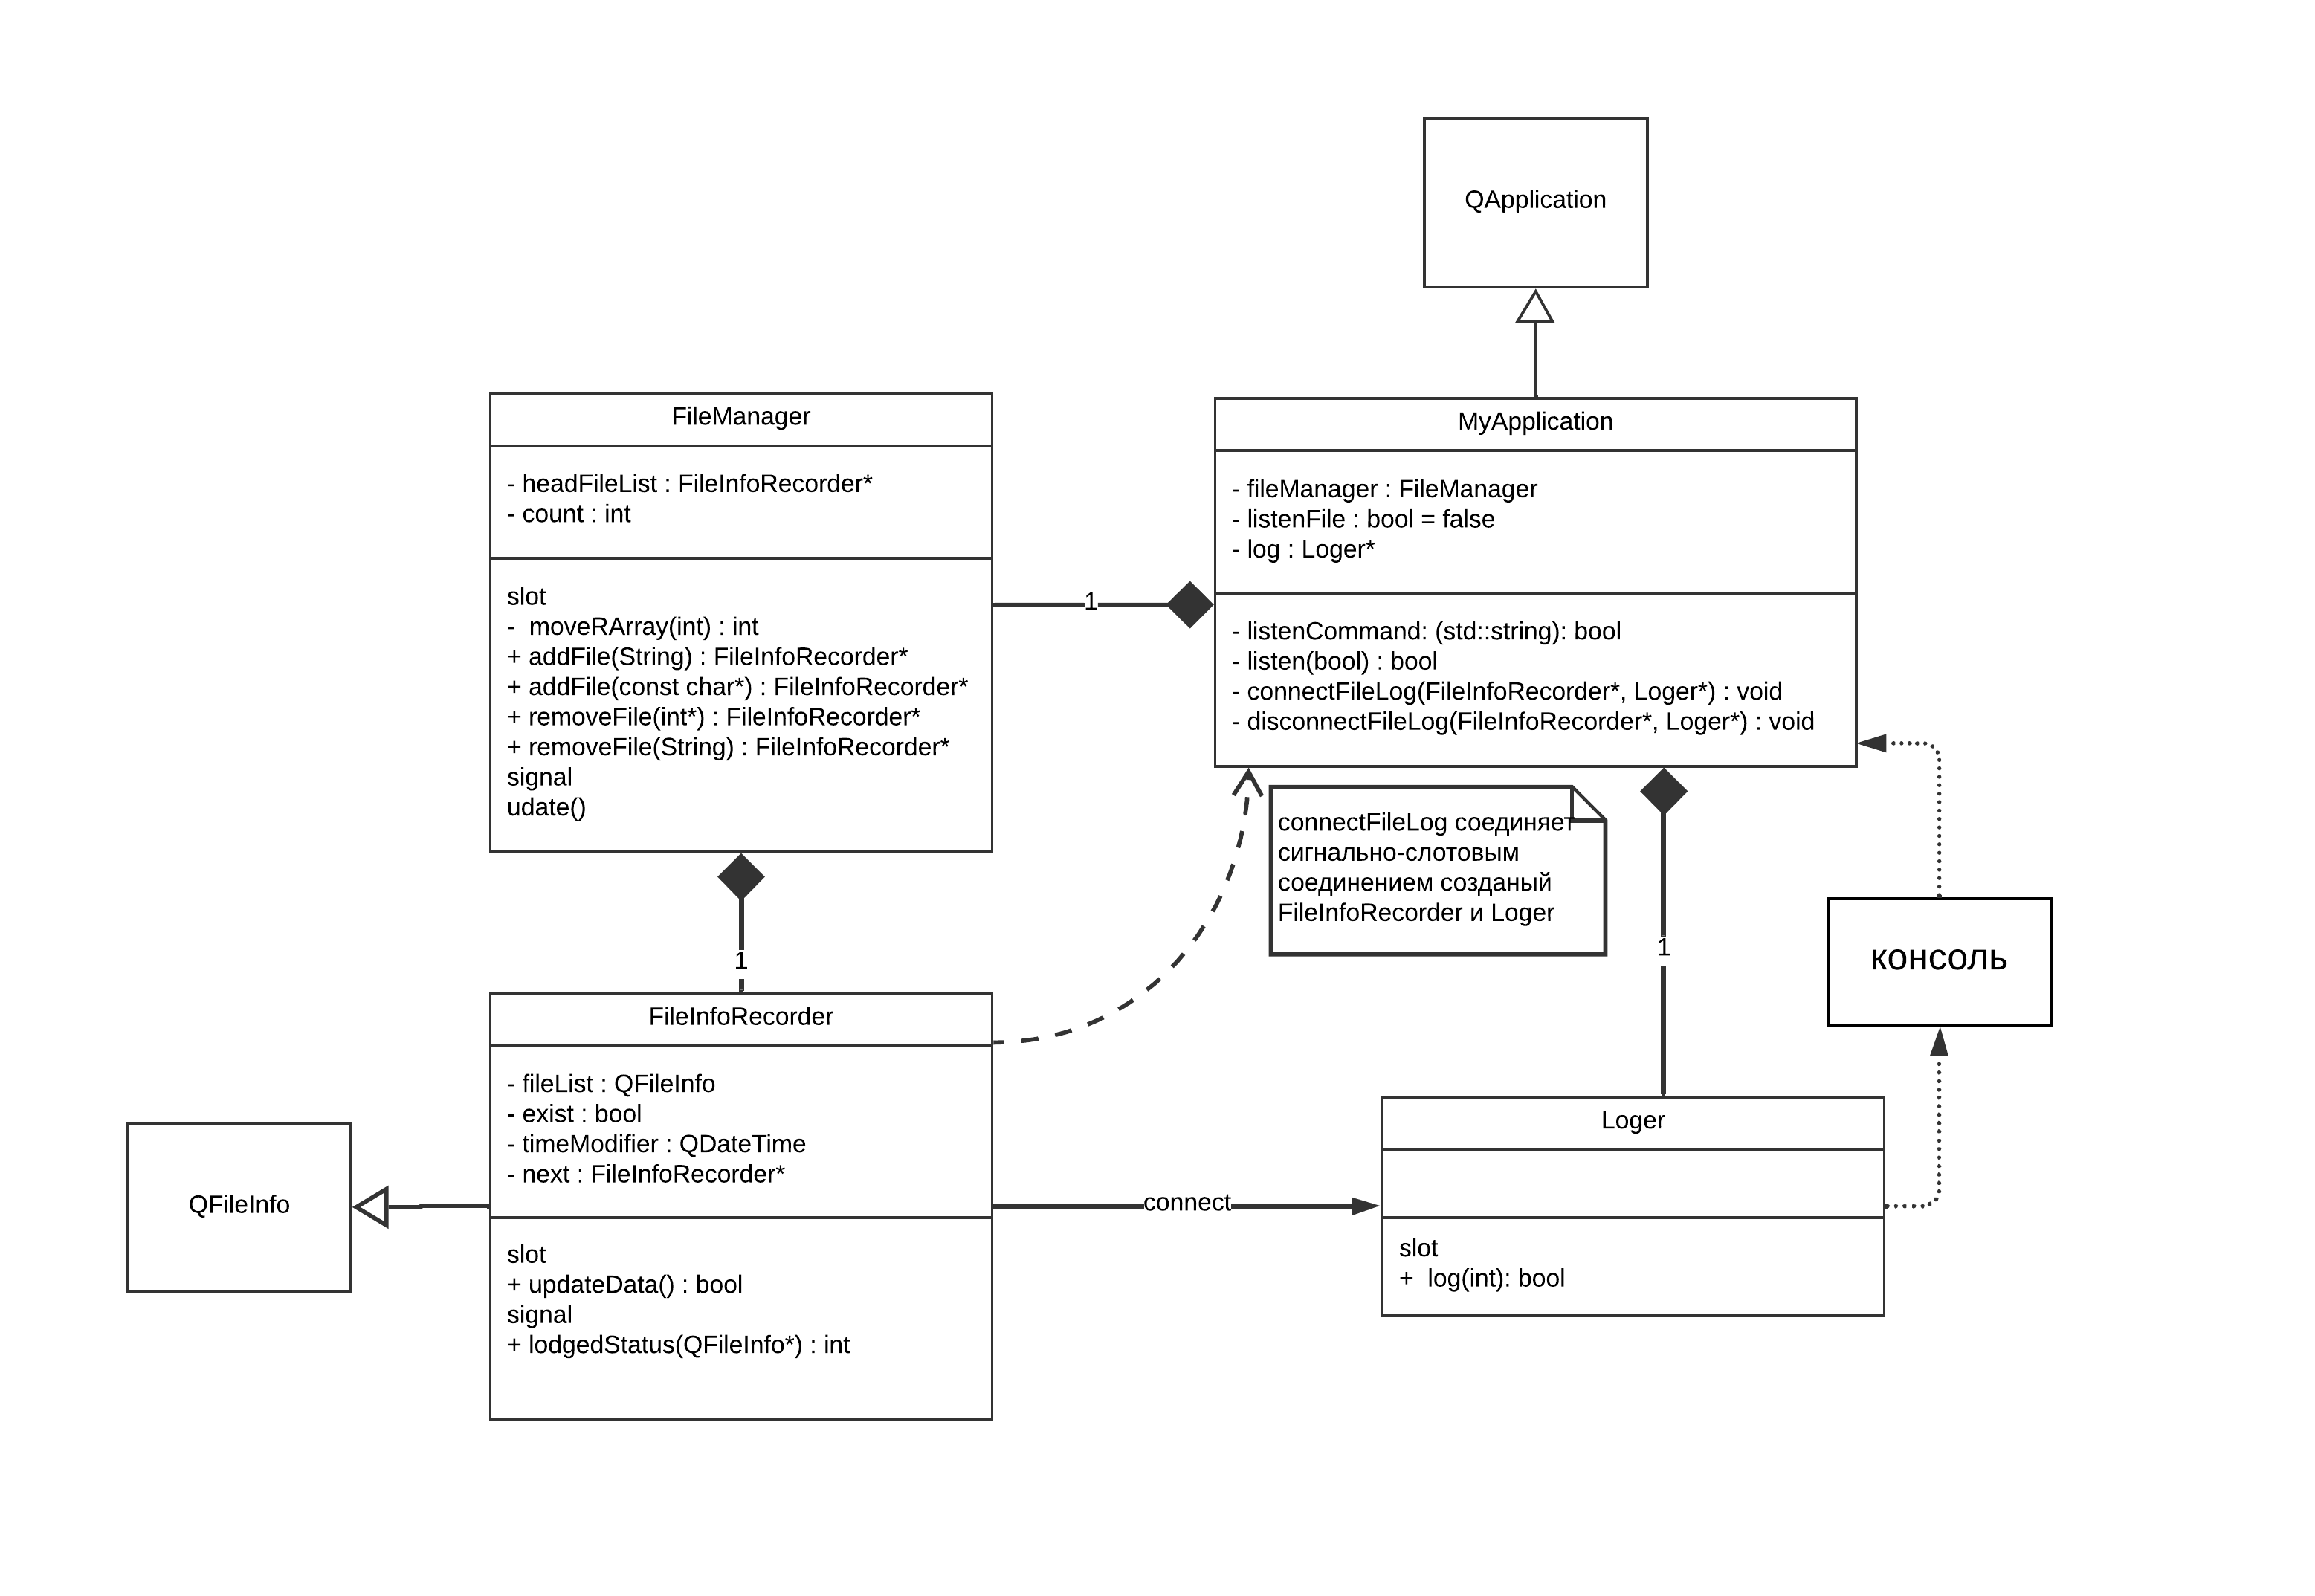 QApplication
FileManager
- headFileList : FileInfoRecorder*
- count : int
slot
-  moveRArray(int) : int
+ addFile(String) : FileInfoRecorder*
+ addFile(const char*) : FileInfoRecorder*
+ removeFile(int*) : FileInfoRecorder*
+ removeFile(String) : FileInfoRecorder*
signal
udate()
1
MyApplication
- fileManager : FileManager
- listenFile : bool = false
- log : Loger*
- listenCommand: (std::string): bool
- listen(bool) : bool
- connectFileLog(FileInfoRecorder*, Loger*) : void
- disconnectFileLog(FileInfoRecorder*, Loger*) : void
connectFileLog соединяет
сигнально-слотовым
соединением созданый
FileInfoRecorder и Loger
1
1
консоль
FileInfoRecorder
- fileList : QFileInfo
- exist : bool
- timeModifier : QDateTime
- next : FileInfoRecorder*
slot
+ updateData() : bool
signal
+ lodgedStatus(QFileInfo*) : int
QFileInfo
connect
Loger
slot
+  log(int): bool